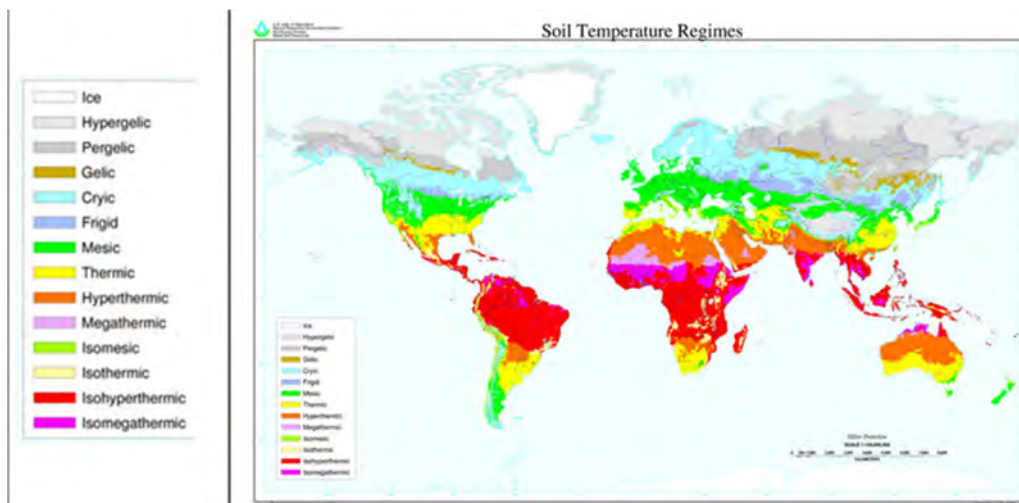 Ice
Hypergelic
Pergelic
Gelic
Cryic
Frigid
Mesic
Thermic
Hyperthermic
Megathermic
Isomesic
Isothermic
Isohyperthermic
Isomegathermic
Soil Temperature Regimes
Ice
Hypergelic
Pergelic
Gelic
Cryic
Frigid
Mesic
Thermic
Hyperthermic
Megathermic
Isomesic
Isothermic
Isohyperthermic
Isomegathermic
KILOMETERS